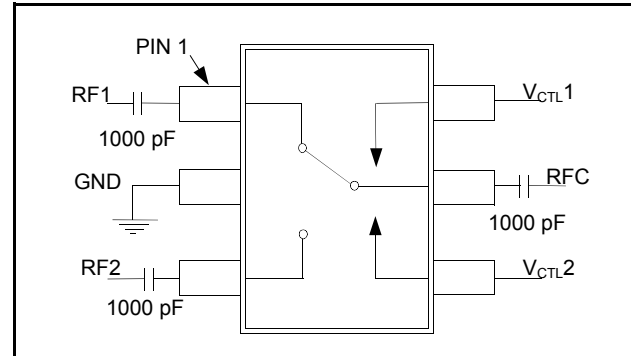 PIN 1
RF1
1000 pF
GND
RF2
1000 pF
VCTL1
RFC
1000 pF
VCTL2